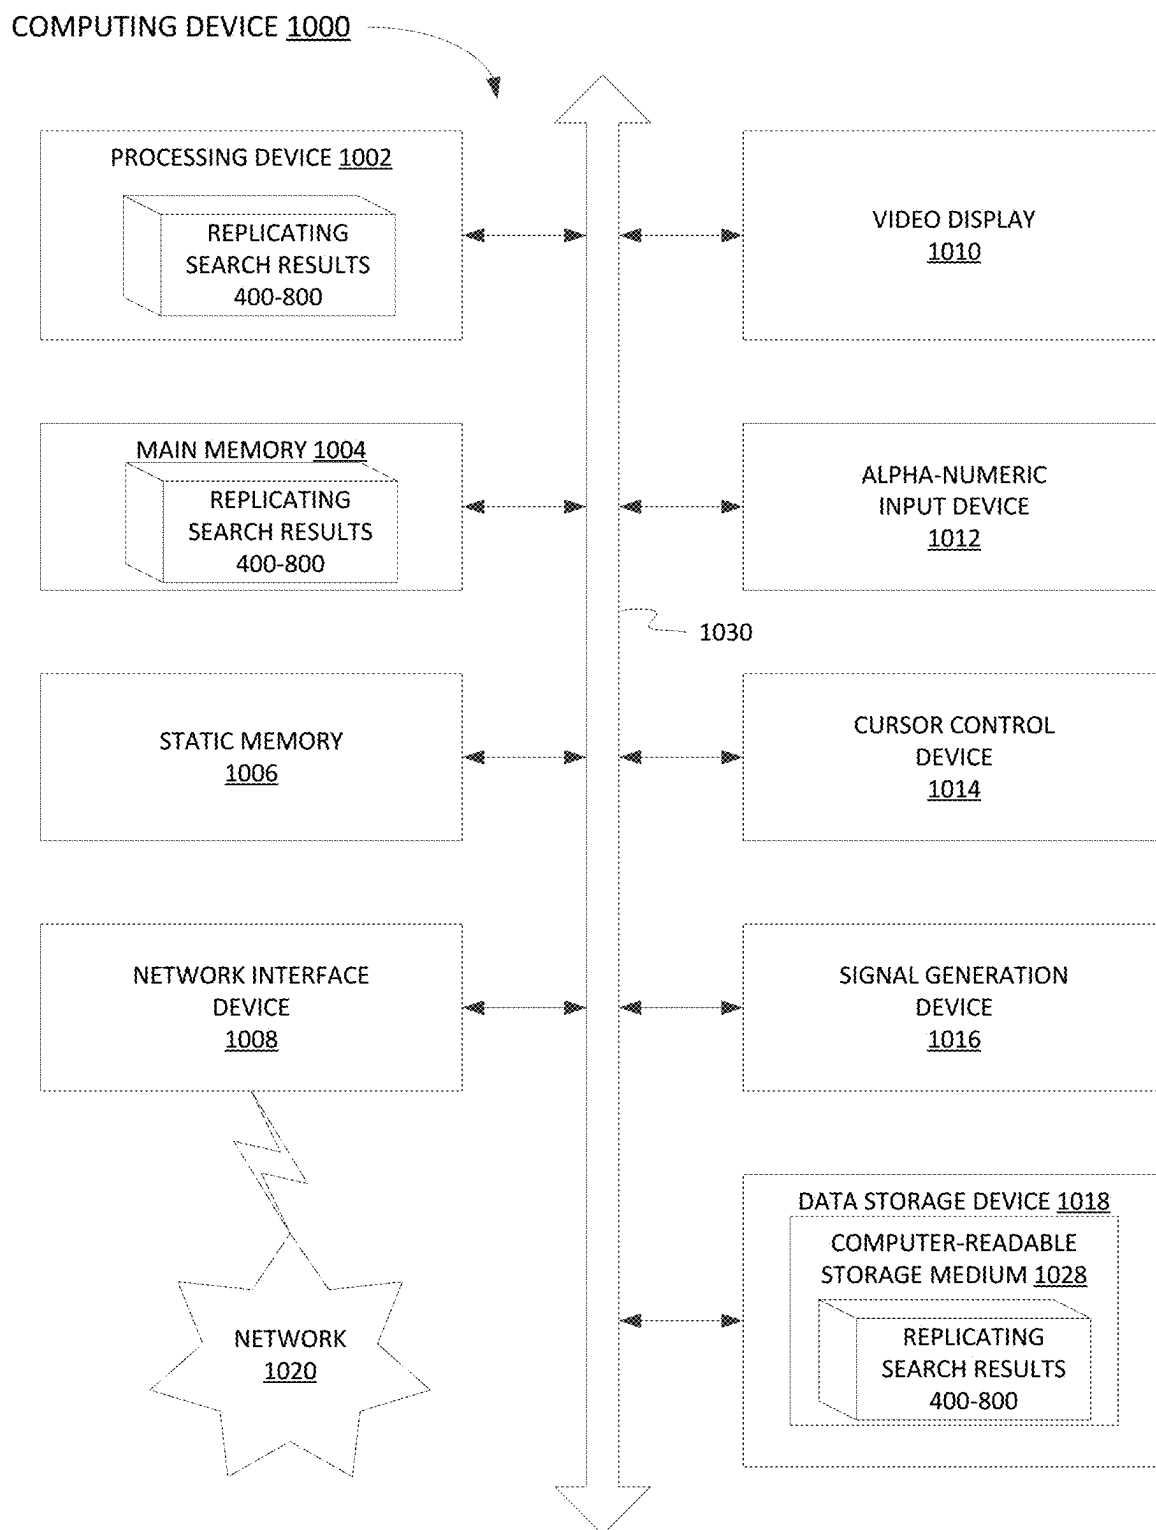 COMPUTING DEVICE 1000
PROCESSING DEVICE 1002
REPLICATING
SEARCH RESULTS
400-800
VIDEO DISPLAY
1010
MAIN MEMORY 1004
REPLICATING
SEARCH RESULTS
400-800
ALPHA-NUMERIC
INPUT DEVICE
1012
1030
STATIC MEMORY
1006
CURSOR CONTROL
DEVICE
1014
NETWORK INTERFACE
DEVICE
1008
SIGNAL GENERATION
DEVICE
1016
DATA STORAGE DEVICE 1018
COMPUTER-READABLE
STORAGE MEDIUM 1028
REPLICATING
SEARCH RESULTS
400-800
NETWORK
1020